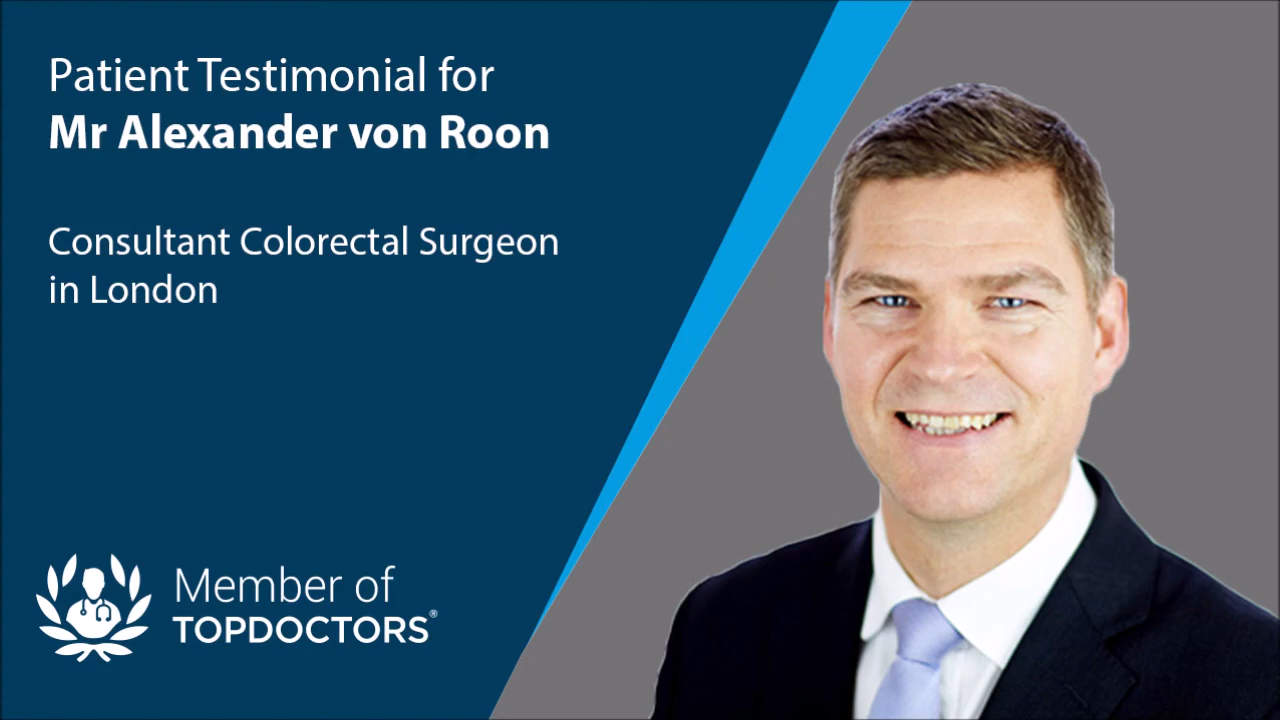 Patient Testimonial for
Mr Alexander von Roon
Consultant Colorectal Surgeon
in London
Member of
TOPDOCTORS®